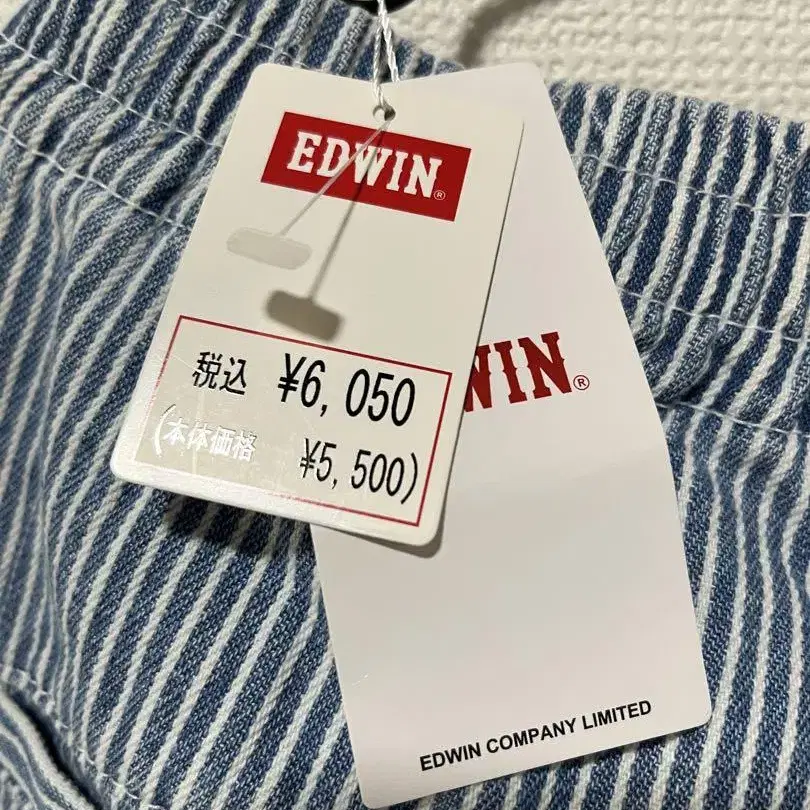 EDWIN®
税込 ¥6,050
(本体価格 ¥5,500)
WIN®
EDWIN COMPANY LIMITED